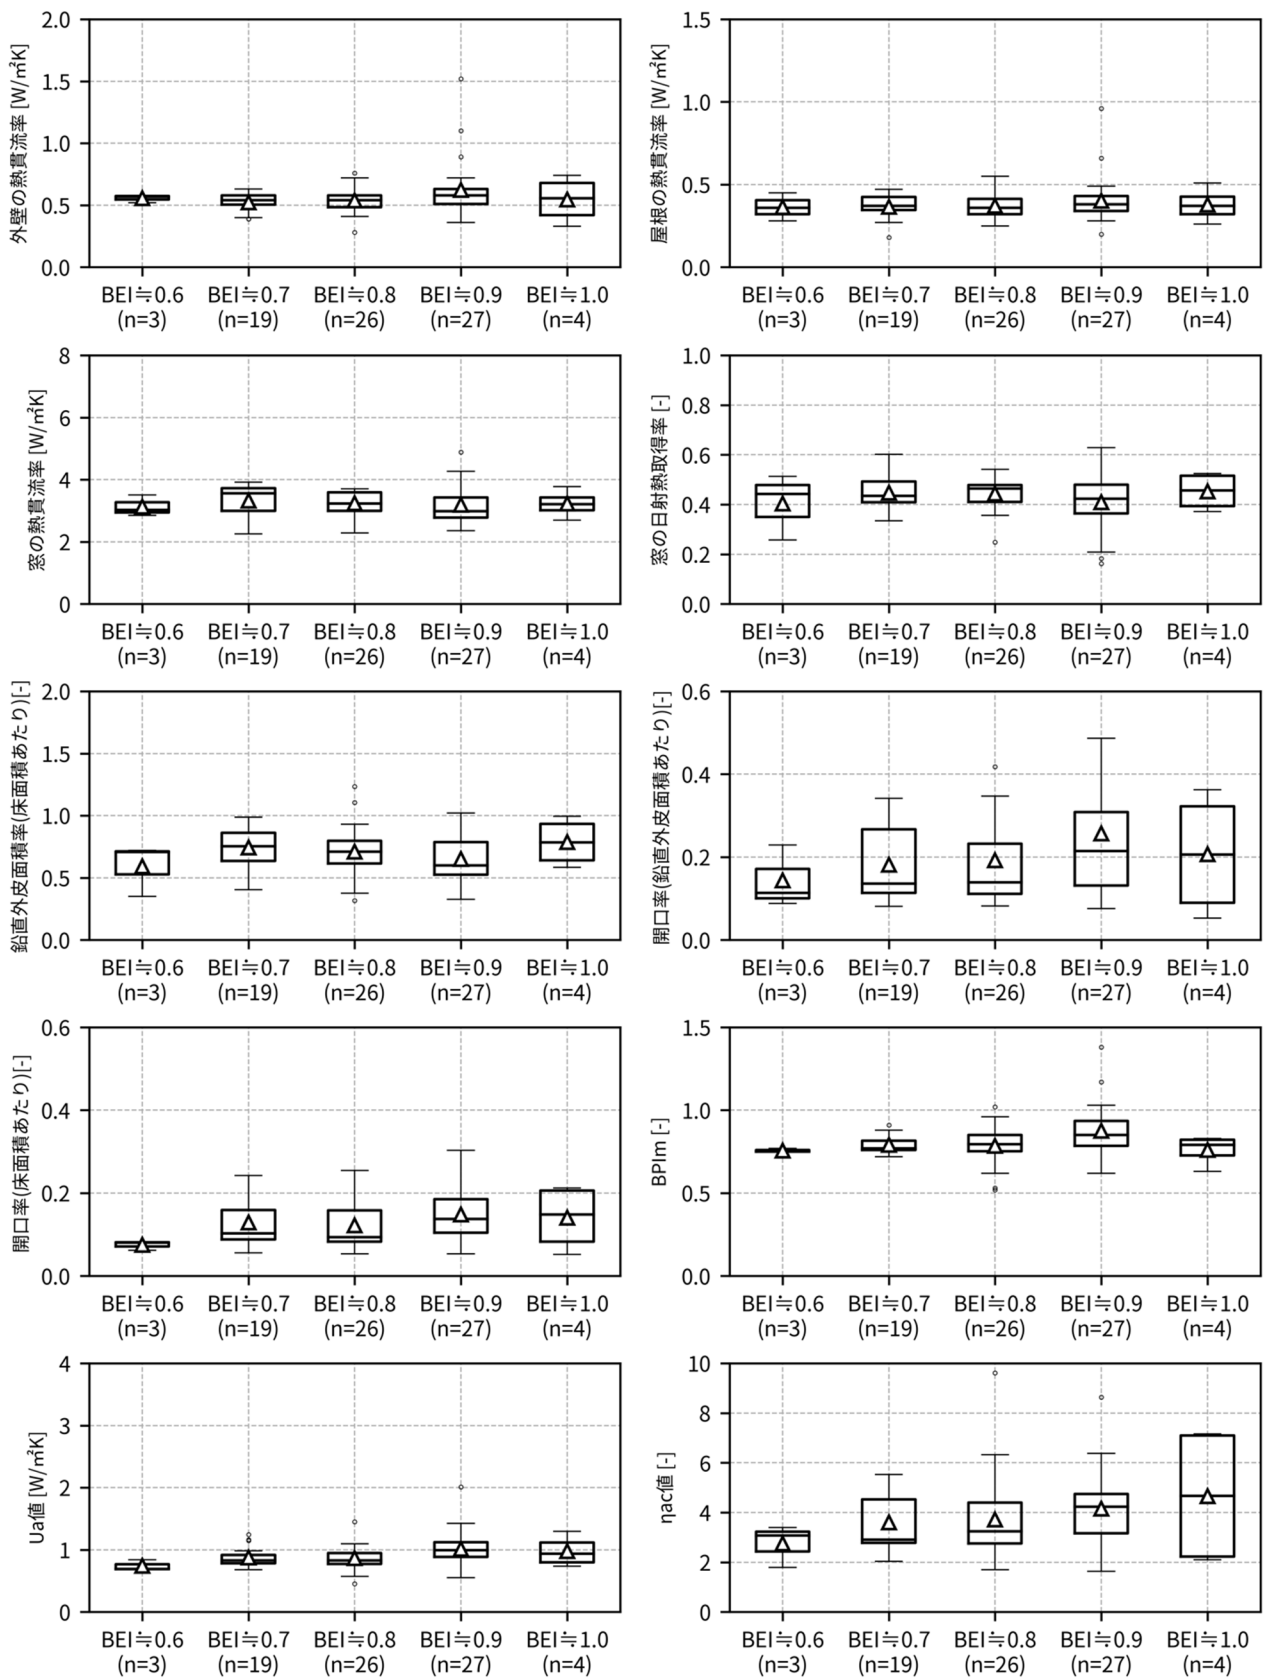 外壁の熱貫流率 [W/㎡K]
2.0
1.5
1.0
0.5
0.0
BEI≒0.6 BEI≒0.7 BEI≒0.8 BEI≒0.9 BEI≒1.0
(n=3) (n=19) (n=26) (n=27) (n=4)
屋根の熱貫流率 [W/㎡K]
1.5
1.0
0.5
0.0
BEI≒0.6 BEI≒0.7 BEI≒0.8 BEI≒0.9 BEI≒1.0
(n=3) (n=19) (n=26) (n=27) (n=4)
窓の熱貫流率 [W/㎡K]
8
6
4
2
0
BEI≒0.6 BEI≒0.7 BEI≒0.8 BEI≒0.9 BEI≒1.0
(n=3) (n=19) (n=26) (n=27) (n=4)
窓の日射熱取得率 [-]
1.0
0.8
0.6
0.4
0.2
0.0
BEI≒0.6 BEI≒0.7 BEI≒0.8 BEI≒0.9 BEI≒1.0
(n=3) (n=19) (n=26) (n=27) (n=4)
鉛直外皮面積率(床面積あたり)[-]
2.0
1.5
1.0
0.5
0.0
BEI≒0.6 BEI≒0.7 BEI≒0.8 BEI≒0.9 BEI≒1.0
(n=3) (n=19) (n=26) (n=27) (n=4)
開口率(鉛直外皮面積あたり)[-]
0.6
0.4
0.2
0.0
BEI≒0.6 BEI≒0.7 BEI≒0.8 BEI≒0.9 BEI≒1.0
(n=3) (n=19) (n=26) (n=27) (n=4)
開口率(床面積あたり)[-]
0.6
0.4
0.2
0.0
BEI≒0.6 BEI≒0.7 BEI≒0.8 BEI≒0.9 BEI≒1.0
(n=3) (n=19) (n=26) (n=27) (n=4)
BPIm [-]
1.5
1.0
0.5
0.0
BEI≒0.6 BEI≒0.7 BEI≒0.8 BEI≒0.9 BEI≒1.0
(n=3) (n=19) (n=26) (n=27) (n=4)
Ua値 [W/㎡K]
4
3
2
1
0
BEI≒0.6 BEI≒0.7 BEI≒0.8 BEI≒0.9 BEI≒1.0
(n=3) (n=19) (n=26) (n=27) (n=4)
ηac値 [-]
10
8
6
4
2
0
BEI≒0.6 BEI≒0.7 BEI≒0.8 BEI≒0.9 BEI≒1.0
(n=3) (n=19) (n=26) (n=27) (n=4)